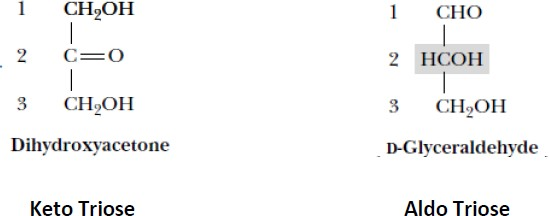 1 CH₂OH
2 C=O
3 CH₂OH
Dihydroxyacetone
Keto Triose
1 CHO
2 HCOH
3 CH₂OH
D-Glyceraldehyde
Aldo Triose